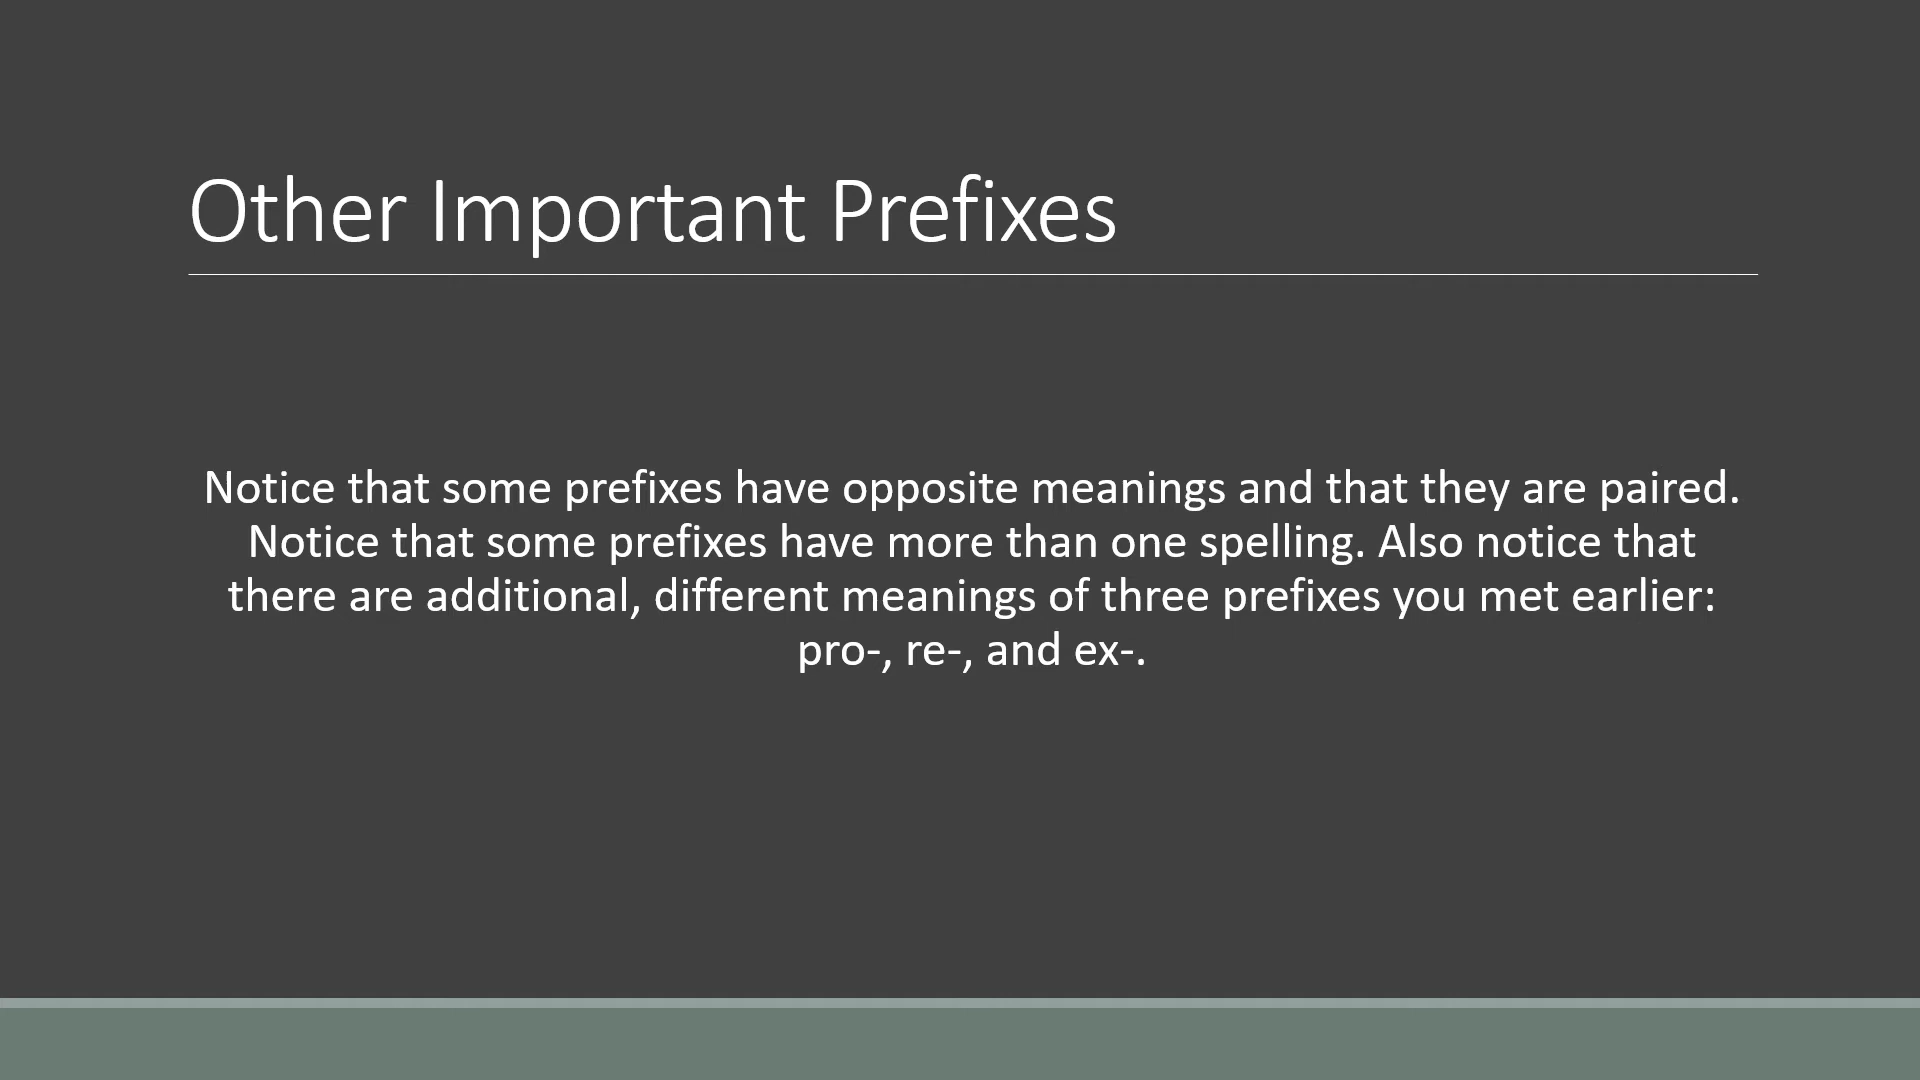 Other Important Prefixes
Notice that some prefixes have opposite meanings and that they are paired.
Notice that some prefixes have more than one spelling. Also notice that
there are additional, different meanings of three prefixes you met earlier:
pro-, re-, and ex-.